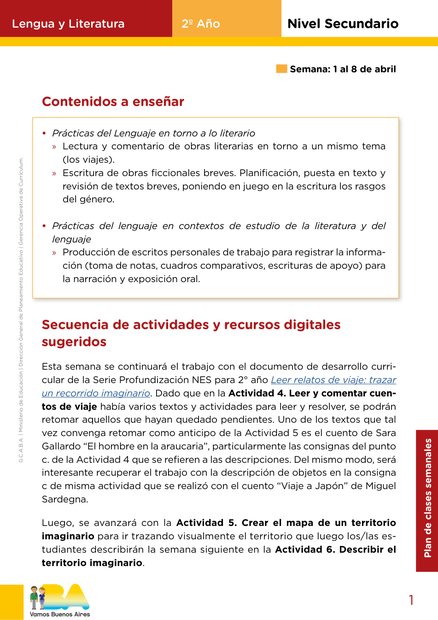 Lengua y Literatura
2º Año
Nivel Secundario
Semana: 1 al 8 de abril
Contenidos a enseñar
• Prácticas del Lenguaje en torno a lo literario
» Lectura y comentario de obras literarias en torno a un mismo tema
(los viajes).
» Escritura de obras ficcionales breves. Planificación, puesta en texto y
revisión de textos breves, poniendo en juego en la escritura los rasgos
del género.
• Prácticas del lenguaje en contextos de estudio de la literatura y del
lenguaje
» Producción de escritos personales de trabajo para registrar la informa-
ción (toma de notas, cuadros comparativos, escrituras de apoyo) para
la narración y exposición oral.
Secuencia de actividades y recursos digitales
sugeridos
Esta semana se continuará el trabajo con el documento de desarrollo curri-
cular de la Serie Profundización NES para 2° año Leer relatos de viaje: trazar
un recorrido imaginario. Dado que en la Actividad 4. Leer y comentar cuen-
tos de viaje había varios textos y actividades para leer y resolver, se podrán
retomar aquellos que hayan quedado pendientes. Uno de los textos que tal
vez convenga retomar como anticipo de la Actividad 5 es el cuento de Sara
Gallardo “El hombre en la araucaria”, particularmente las consignas del punto
c. de la Actividad 4 que se refieren a las descripciones. Del mismo modo, será
interesante recuperar el trabajo con la descripción de objetos en la consigna
c de misma actividad que se realizó con el cuento “Viaje a Japón” de Miguel
Sardegna.
Luego, se avanzará con la Actividad 5. Crear el mapa de un territorio
imaginario para ir trazando visualmente el territorio que luego los/las es-
tudiantes describirán la semana siguiente en la Actividad 6. Describir el
territorio imaginario.
G.C.A.B.A. | Ministerio de Educación | Dirección General de Planeamiento Educativo | Gerencia Operativa de Currículum.
Plan de clases semanales
BA
Vamos Buenos Aires
1